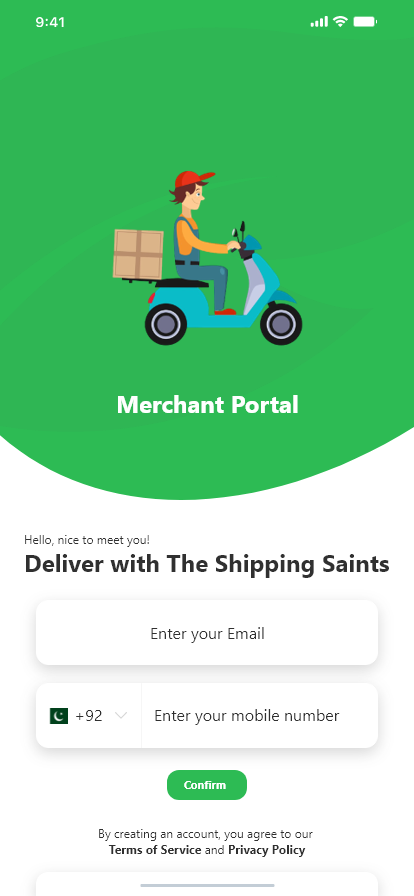 9:41
Merchant Portal
Hello, nice to meet you!
Deliver with The Shipping Saints
Enter your Email
+92
Enter your mobile number
Confirm
By creating an account, you agree to our
Terms of Service and Privacy Policy